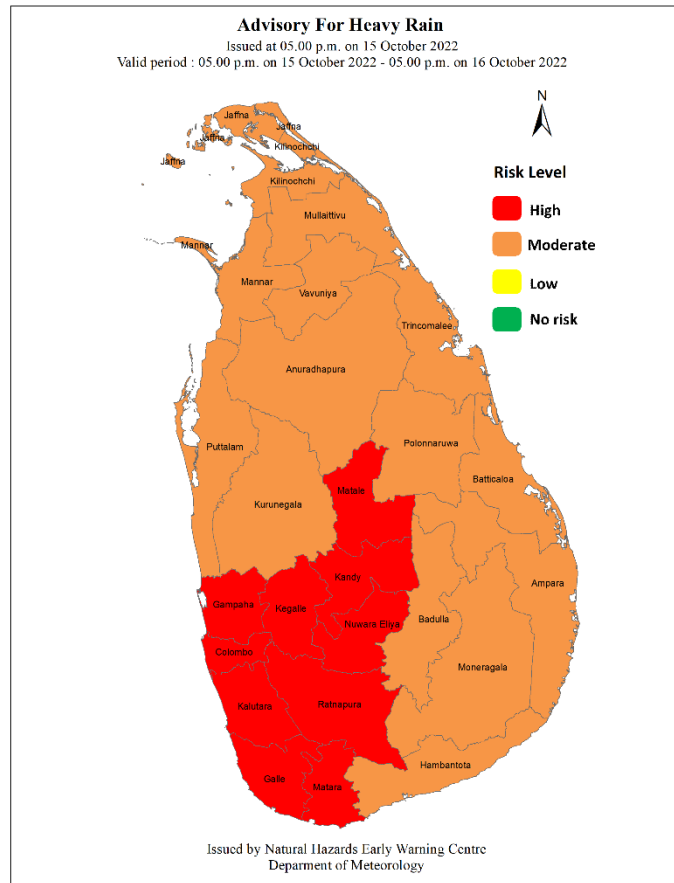 Advisory For Heavy Rain
Issued at 05.00 p.m. on 15 October 2022
Valid period : 05.00 p.m. on 15 October 2022 - 05.00 p.m. on 16 October 2022
N
Risk Level
High
Moderate
Low
No risk
Jaffna
Jaffna
Jaffna
Kilinochchi
Jaffna
Kilinochchi
Mullaittivu
Mannar
Mannar
Vavuniya
Trincomalee
Anuradhapura
Puttalam
Polonnaruwa
Batticaloa
Matale
Kurunegala
Kandy
Ampara
Gampaha
Kegalle
Nuwara Eliya
Badulla
Colombo
Moneragala
Kalutara
Ratnapura
Hambantota
Galle
Matara
Issued by Natural Hazards Early Warning Centre
Deparment of Meteorology